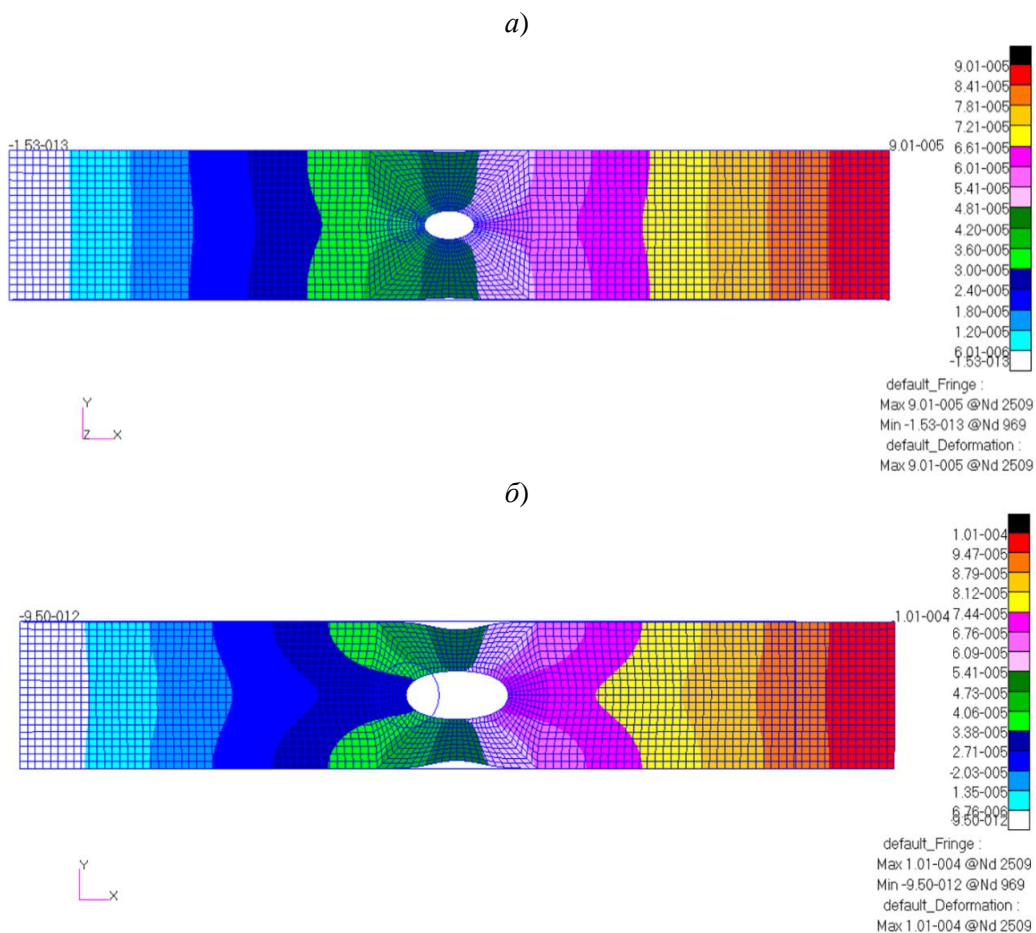 а)
9.01-005
8.41-005
7.81-005
7.21-005
6.61-005
6.01-005
5.41-005
4.81-005
4.20-005
3.60-005
3.00-005
2.40-005
1.80-005
1.20-005
6.01-006
-1.53-013
-1.53-013
9.01-005
default_Fringe :
Max 9.01-005 @Nd 2509
Min -1.53-013 @Nd 969
default_Deformation :
Max 9.01-005 @Nd 2509
Y
Z X
б)
1.01-004
9.47-005
8.79-005
8.12-005
7.44-005
6.76-005
6.09-005
5.41-005
4.73-005
4.06-005
3.38-005
2.71-005
2.03-005
1.35-005
6.76-006
-9.50-012
-9.50-012
1.01-004
default_Fringe :
Max 1.01-004 @Nd 2509
Min -9.50-012 @Nd 969
default_Deformation :
Max 1.01-004 @Nd 2509
Y
X